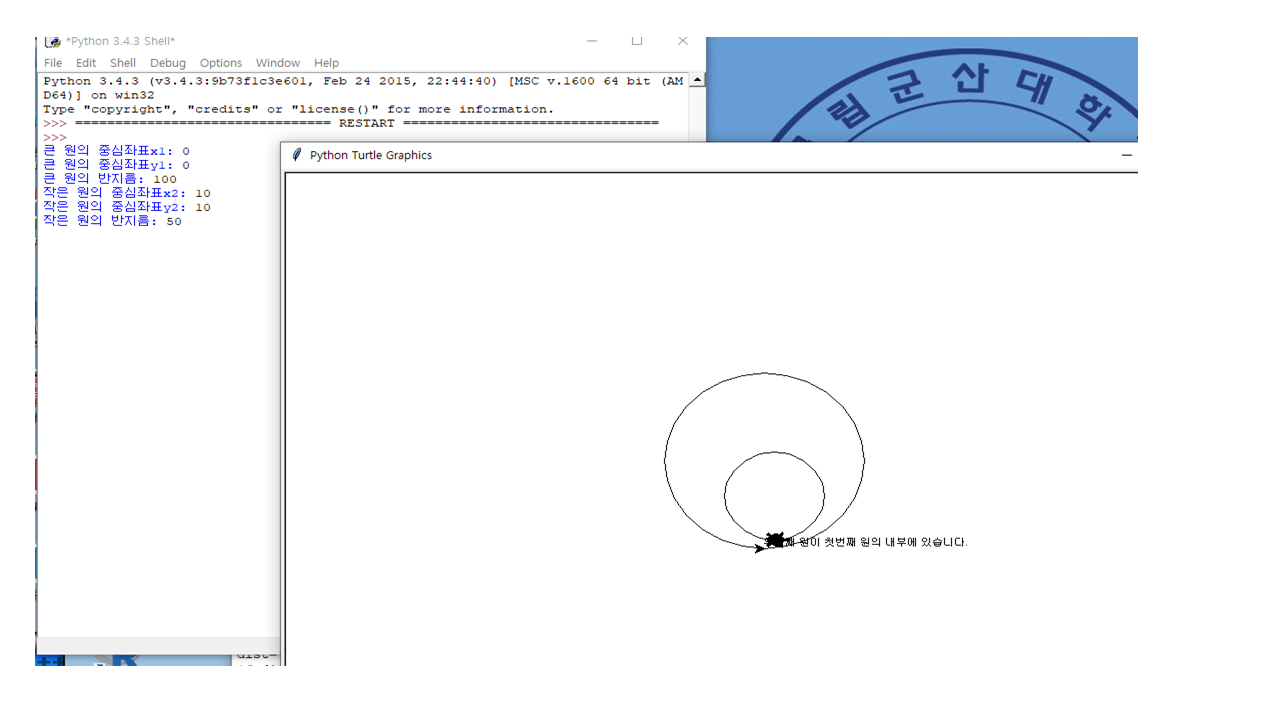 *Python 3.4.3 Shell*
File Edit Shell Debug Options Window Help
Python 3.4.3 (v3.4.3:9b73f1c3e601, Feb 24 2015, 22:44:40) [MSC v.1600 64 bit (AM
D64)] on win32
Type "copyright", "credits" or "license()" for more information.
>>> ================================ RESTART ================================
>>>
큰 원의 중심좌표x1: 0
큰 원의 중심좌표y1: 0
큰 원의 반지름: 100
작은 원의 중심좌표x2: 10
작은 원의 중심좌표y2: 10
작은 원의 반지름: 50
립군산대학
Python Turtle Graphics
원이 첫번째 원의 내부에 있습니다.